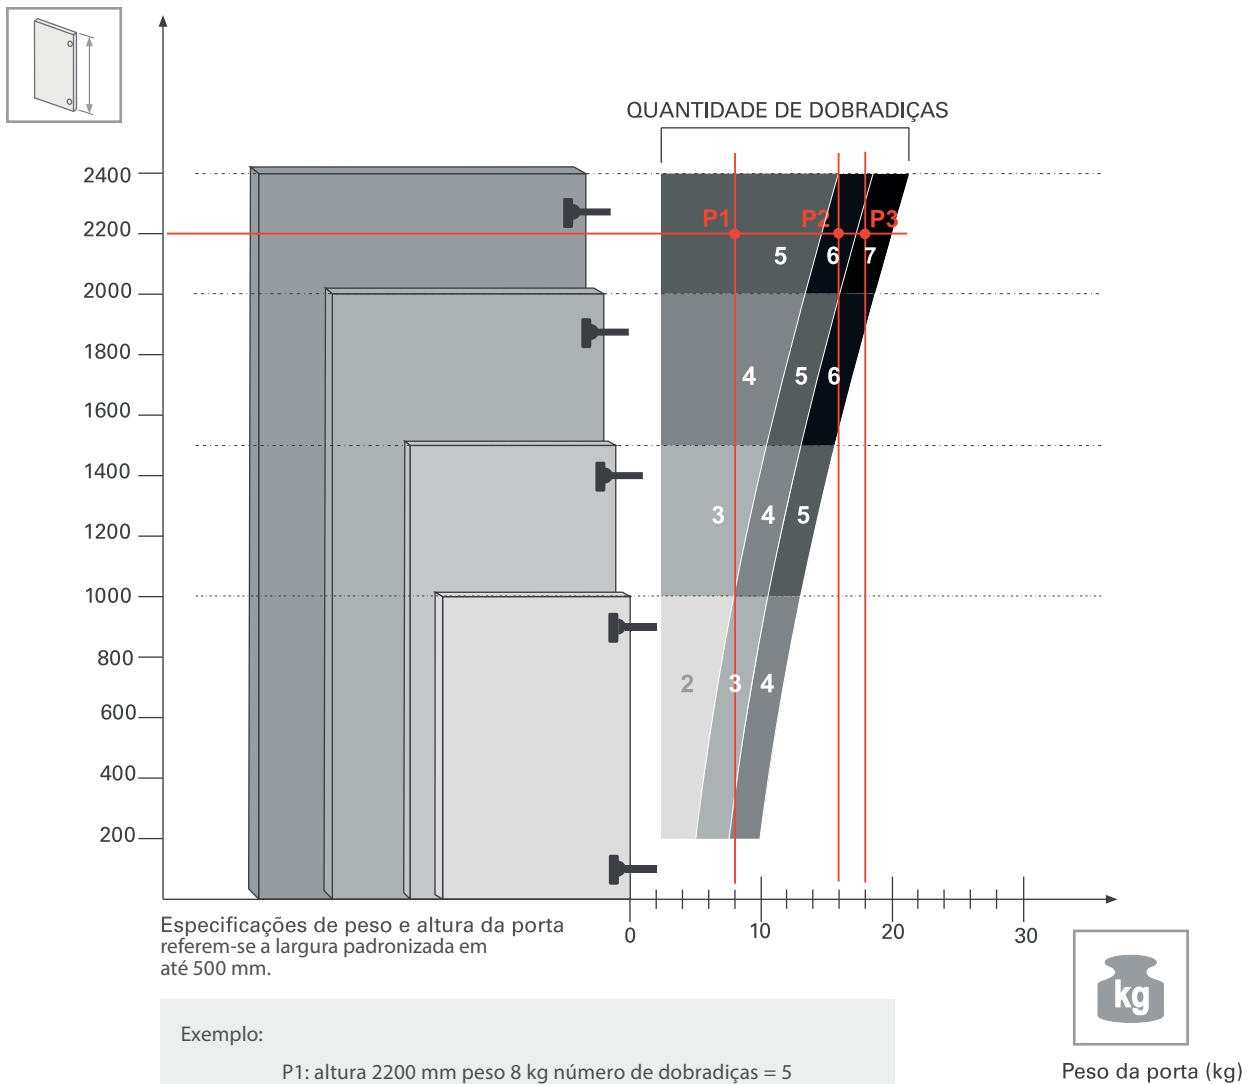 QUANTIDADE DE DOBRADIÇAS
2400
2200
2000
1800
1600
1400
1200
1000
800
600
400
200
P1
P2
P3
5
6
7
4
5
6
3
4
5
2
3
4
0
10
20
30
Especificações de peso e altura da porta
referem-se a largura padronizada em
até 500 mm.
kg
Peso da porta (kg)
Exemplo:
P1: altura 2200 mm peso 8 kg número de dobradiças = 5